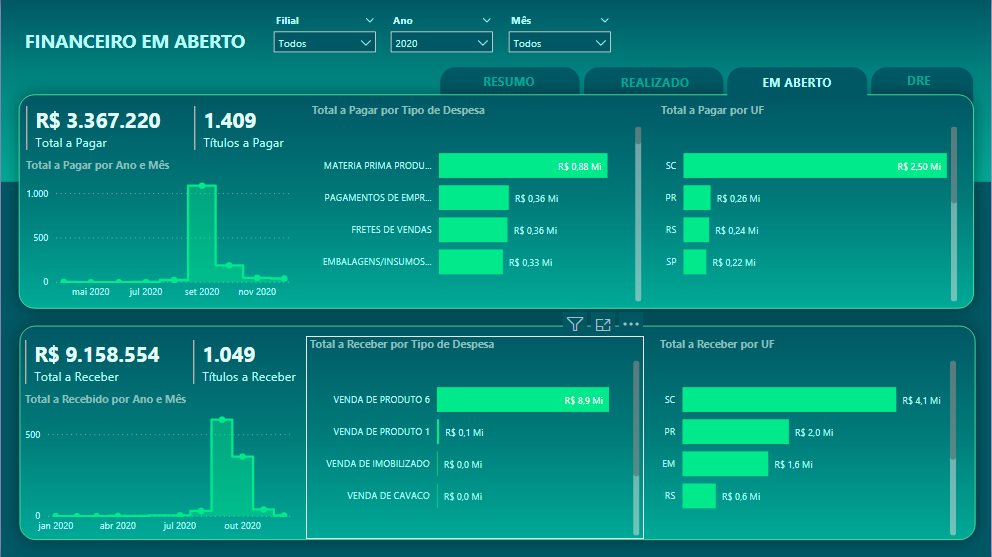 FINANCEIRO EM ABERTO
Filial
Todos
Ano
2020
Mês
Todos
RESUMO
REALIZADO
EM ABERTO
DRE
R$ 3.367.220
Total a Pagar
1.409
Títulos a Pagar
Total a Pagar por Ano e Mês
1.000
500
0
mai 2020
jul 2020
set 2020
nov 2020
Total a Pagar por Tipo de Despesa
MATERIA PRIMA PRODU... R$ 0,88 Mi
PAGAMENTOS DE EMPR... R$ 0,36 Mi
FRETES DE VENDAS R$ 0,36 Mi
EMBALAGENS/INSUMOS... R$ 0,33 Mi
Total a Pagar por UF
SC R$ 2,50 Mi
PR R$ 0,26 Mi
RS R$ 0,24 Mi
SP R$ 0,22 Mi
R$ 9.158.554
Total a Receber
1.049
Títulos a Receber
Total a Recebido por Ano e Mês
500
0
jan 2020
abr 2020
jul 2020
out 2020
Total a Receber por Tipo de Despesa
VENDA DE PRODUTO 6 R$ 8,9 Mi
VENDA DE PRODUTO 1 R$ 0,1 Mi
VENDA DE IMOBILIZADO R$ 0,0 Mi
VENDA DE CAVACO R$ 0,0 Mi
Total a Receber por UF
SC R$ 4,1 Mi
PR R$ 2,0 Mi
EM R$ 1,6 Mi
RS R$ 0,6 Mi